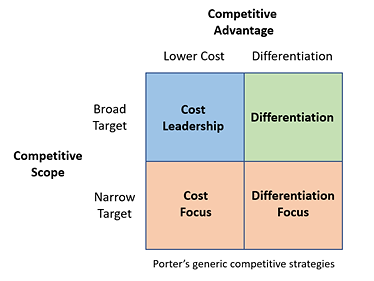 Competitive
Advantage
Lower Cost
Differentiation
Broad
Target
Cost
Leadership
Differentiation
Competitive
Scope
Narrow
Target
Cost
Focus
Differentiation
Focus
Porter's generic competitive strategies